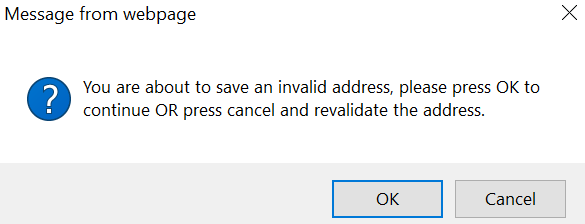 Message from webpage
You are about to save an invalid address, please press OK to
continue OR press cancel and revalidate the address.
OK
Cancel